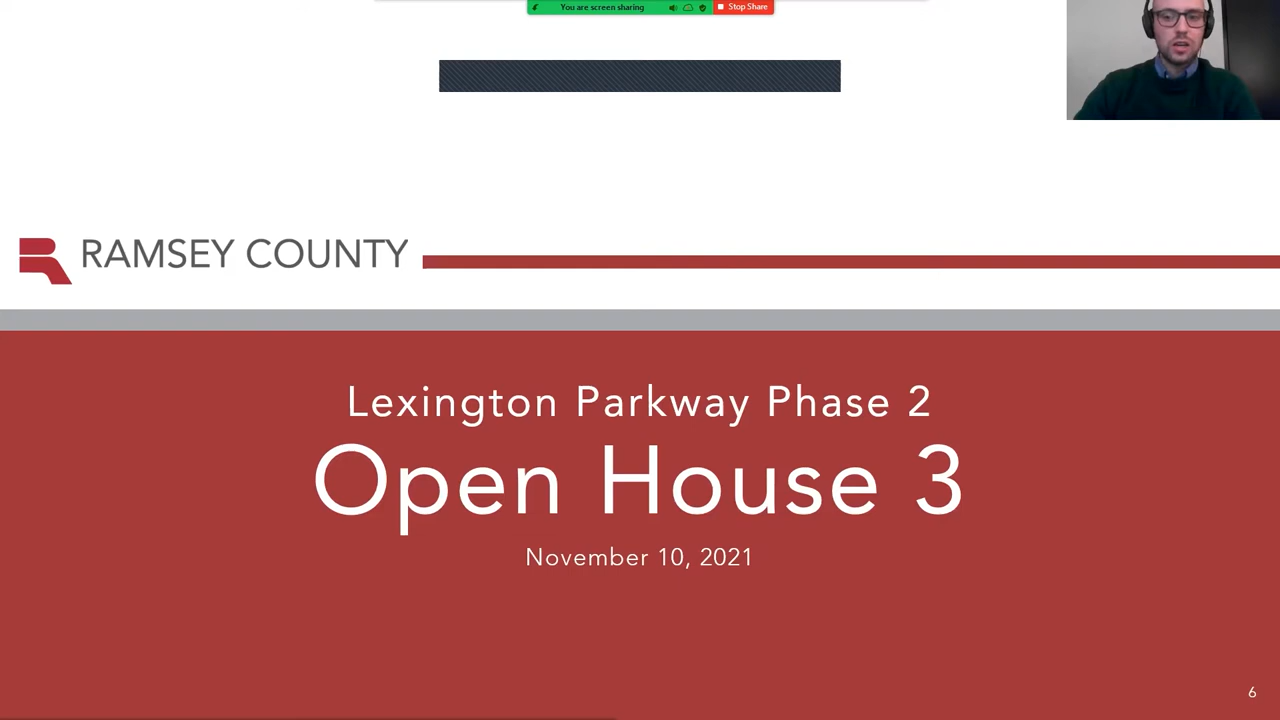 You are screen sharing
Stop Share
RAMSEY COUNTY
Lexington Parkway Phase 2
Open House 3
November 10, 2021
6